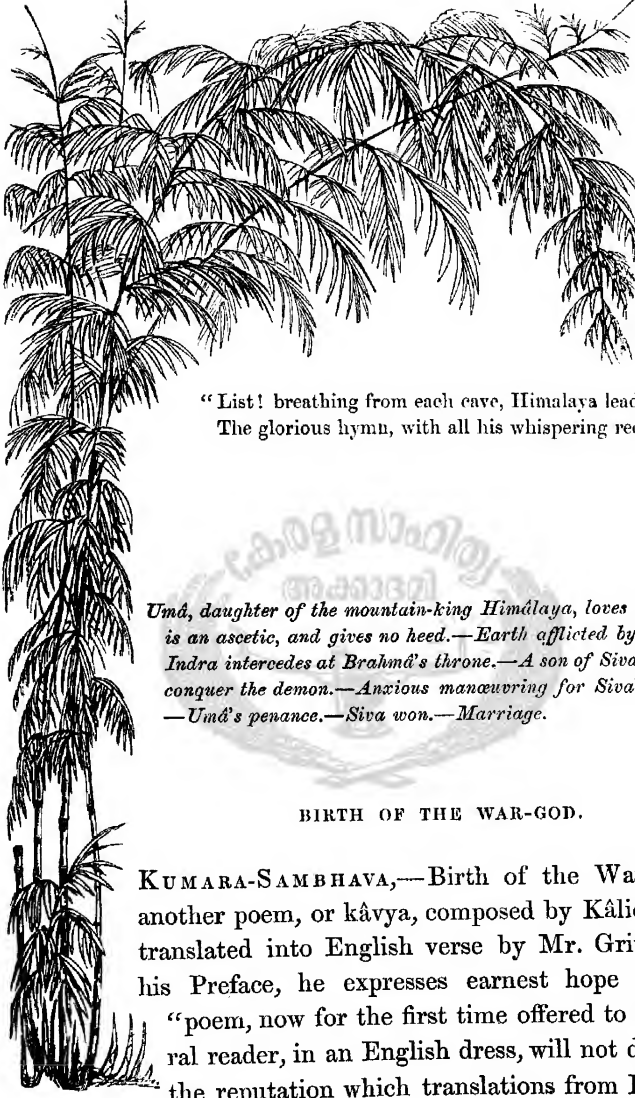 “List! breathing from each cave, Himalaya lead
The glorious hymn, with all his whispering ree
കേരള സാഹിത്യ
അക്കാദമി
Umâ, daughter of the mountain-king Himâlaya, loves
is an ascetic, and gives no heed.—Earth afflicted by
Indra intercedes at Brahmâ's throne.—A son of Siva
conquer the demon.—Anxious manœuvring for Siva
—Umâ's penance.—Siva won.—Marriage.
BIRTH OF THE WAR-GOD.
KUMARA-SAMBHAVA,—Birth of the Wa
another poem, or kâvya, composed by Kâlic
translated into English verse by Mr. Gri
his Preface, he expresses earnest hope
“poem, now for the first time offered to
ral reader, in an English dress, will not d
the reputation which translations from